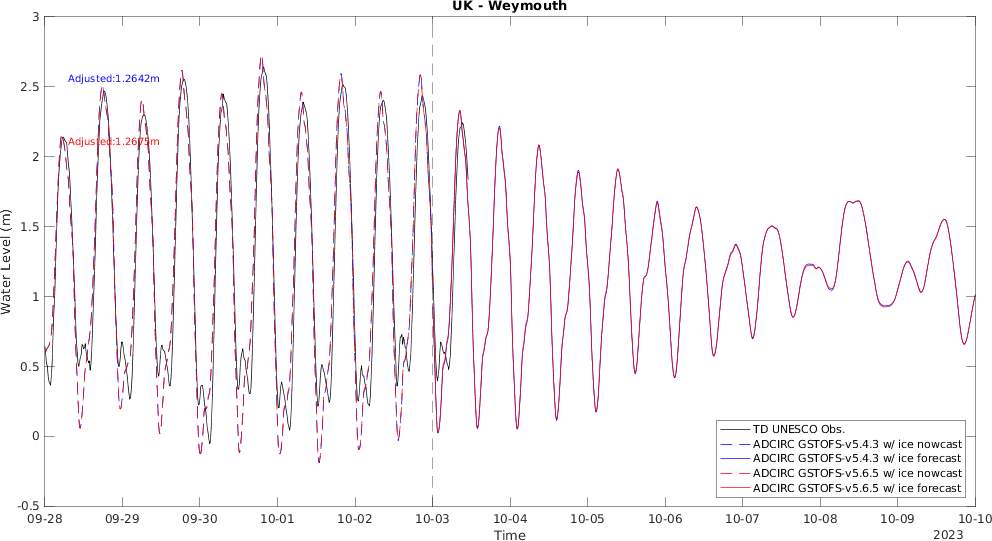 UK - Weymouth
Water Level (m)
3
2.5
2
1.5
1
0.5
0
-0.5
Adjusted:1.2642m
Adjusted:1.2675m
TD UNESCO Obs.
ADCIRC GSTOFS-v5.4.3 w/ ice nowcast
ADCIRC GSTOFS-v5.4.3 w/ ice forecast
ADCIRC GSTOFS-v5.6.5 w/ ice nowcast
ADCIRC GSTOFS-v5.6.5 w/ ice forecast
09-28 09-29 09-30 10-01 10-02 10-03 10-04 10-05 10-06 10-07 10-08 10-09 10-10
Time
2023